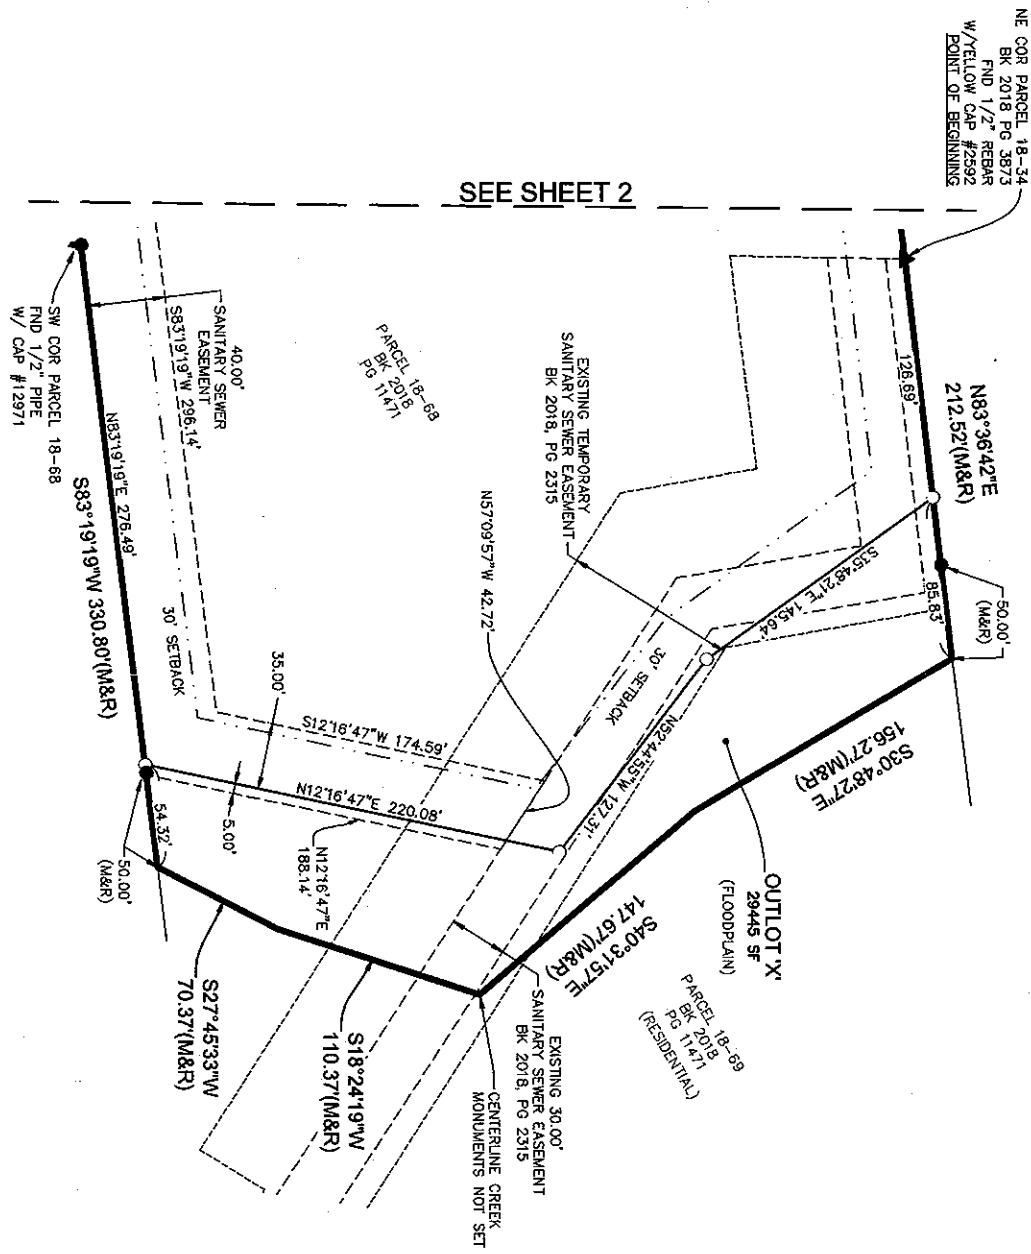 NE COR PARCEL 18-34
BK 2018 PG 3873
FND 1/2" REBAR
W/YELLOW CAP #2592
POINT OF BEGINNING
SEE SHEET 2
N83°36'42"E
212.52'(M&R)
126.69'
85.83'
50.00'
(M&R)
S35°48'21"E 145.64'
S30°48'27"E
156.27'(M&R)
EXISTING TEMPORARY
SANITARY SEWER EASEMENT
BK 2018, PG 2315
30' SETBACK
N52°44'55"W 127.31'
OUTLOT 'X'
29445 SF
(FLOODPLAIN)
PARCEL 18-69
BK 2018
PG 11471
(RESIDENTIAL)
S40°31'57"E
147.67'(M&R)
PARCEL 18-68
BK 2018
PG 11471
N57°09'57"W 42.72'
EXISTING 30.00'
SANITARY SEWER EASEMENT
BK 2018, PG 2315
CENTERLINE CREEK
MONUMENTS NOT SET
S18°24'19"W
110.37'(M&R)
S27°45'33"W
70.37'(M&R)
40.00'
SANITARY SEWER
EASEMENT
S83°19'19"W 296.14'
S12°16'47"W 174.59'
35.00'
N12°16'47"E 220.08'
5.00'
N12°16'47"E
188.14'
30' SETBACK
N83°19'19"E 276.49'
S83°19'19"W 330.80'(M&R)
54.32'
50.00'
(M&R)
SW COR PARCEL 18-68
FND 1/2" PIPE
W/ CAP #12971